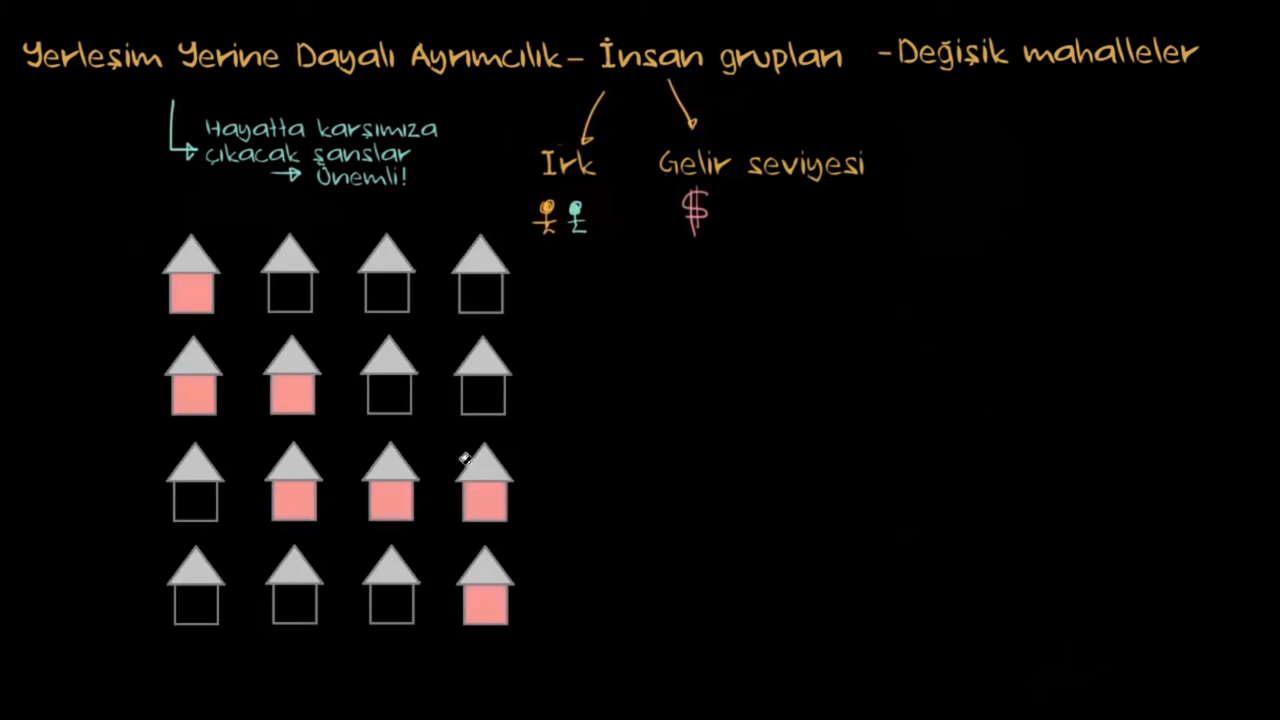 Yerleşim Yerine Dayalı Ayrımcılık – İnsan grupları - Değişik mahalleler
Hayatta karşımıza
çıkacak şanslar
→ Önemli!
Irk Gelir seviyesi
$